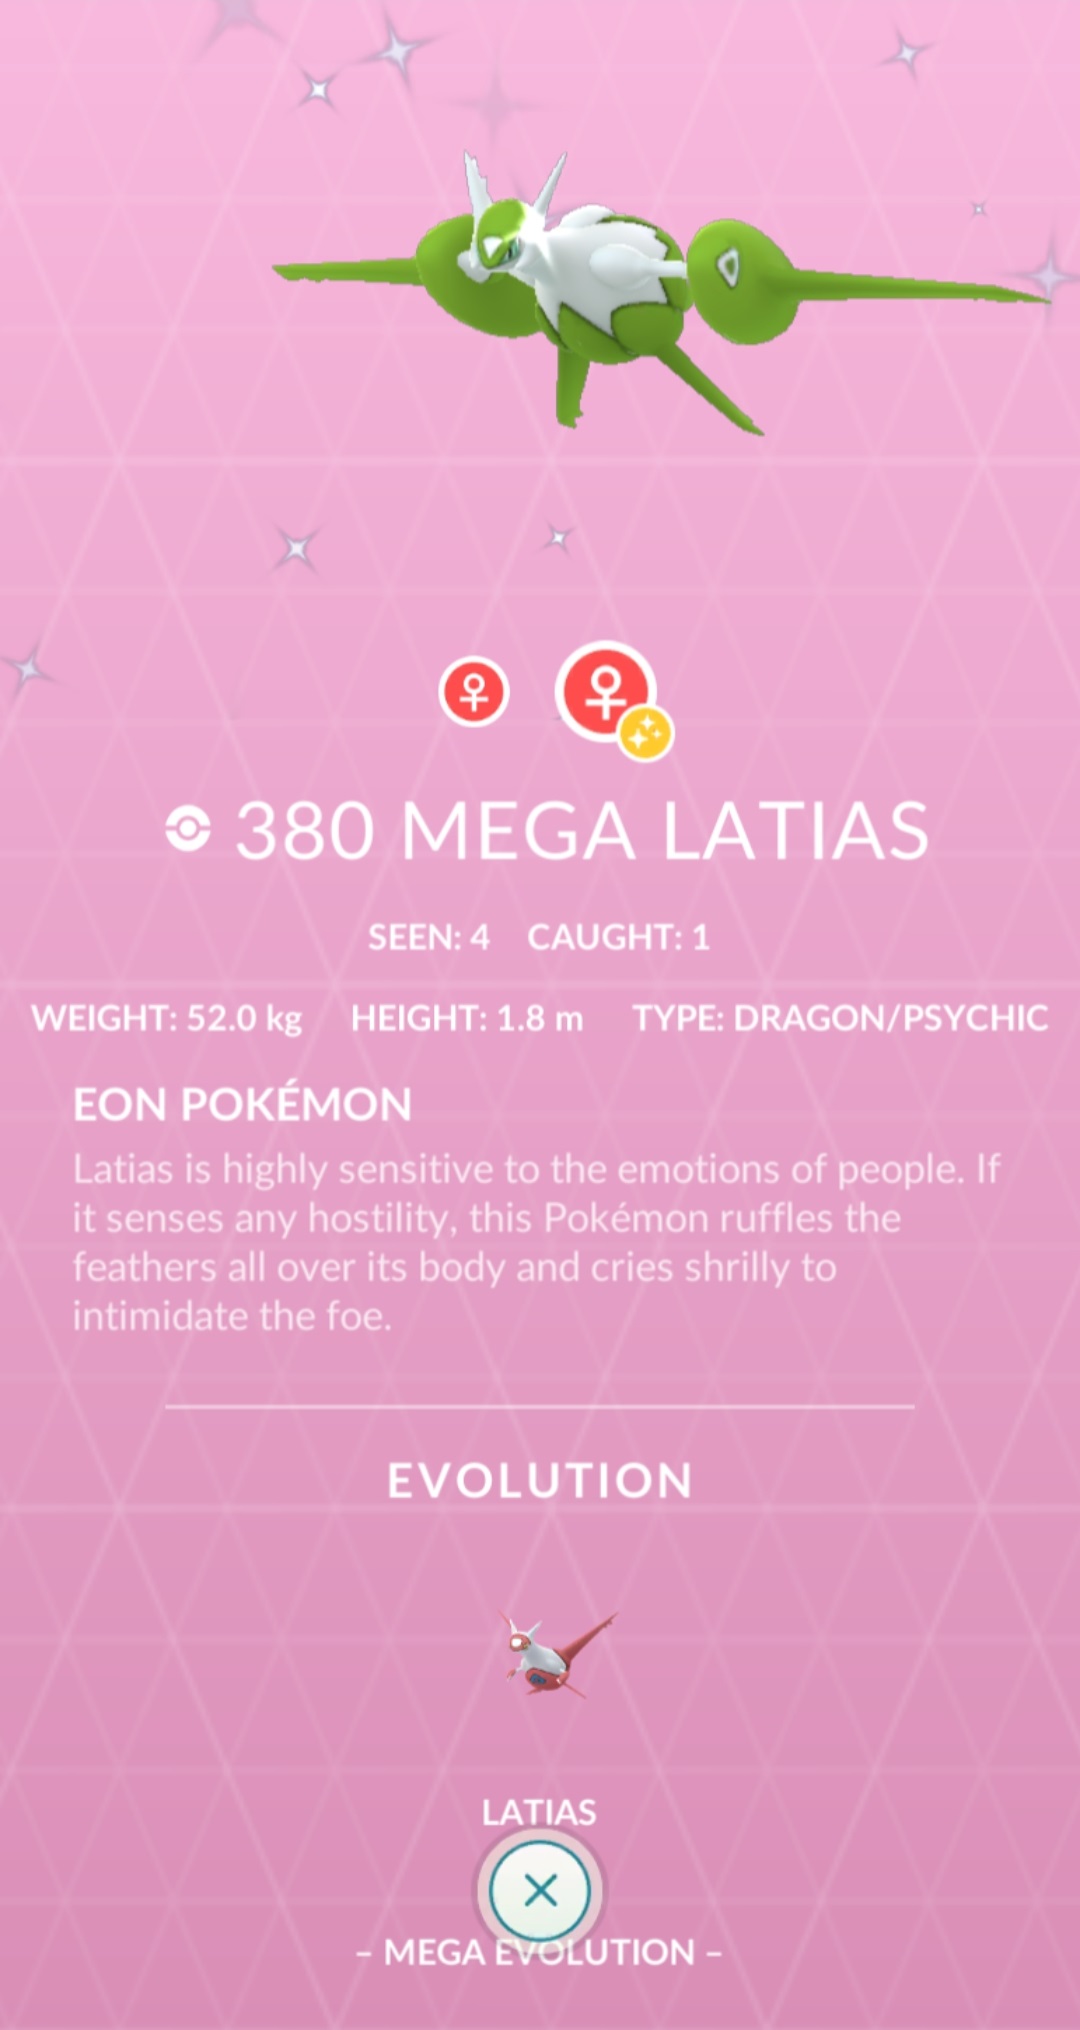 380 MEGA LATIAS
SEEN: 4 CAUGHT: 1
WEIGHT: 52.0 kg HEIGHT: 1.8 m TYPE: DRAGON/PSYCHIC
EON POKÉMON
Latias is highly sensitive to the emotions of people. If
it senses any hostility, this Pokémon ruffles the
feathers all over its body and cries shrilly to
intimidate the foe.
EVOLUTION
LATIAS
– MEGA EVOLUTION –